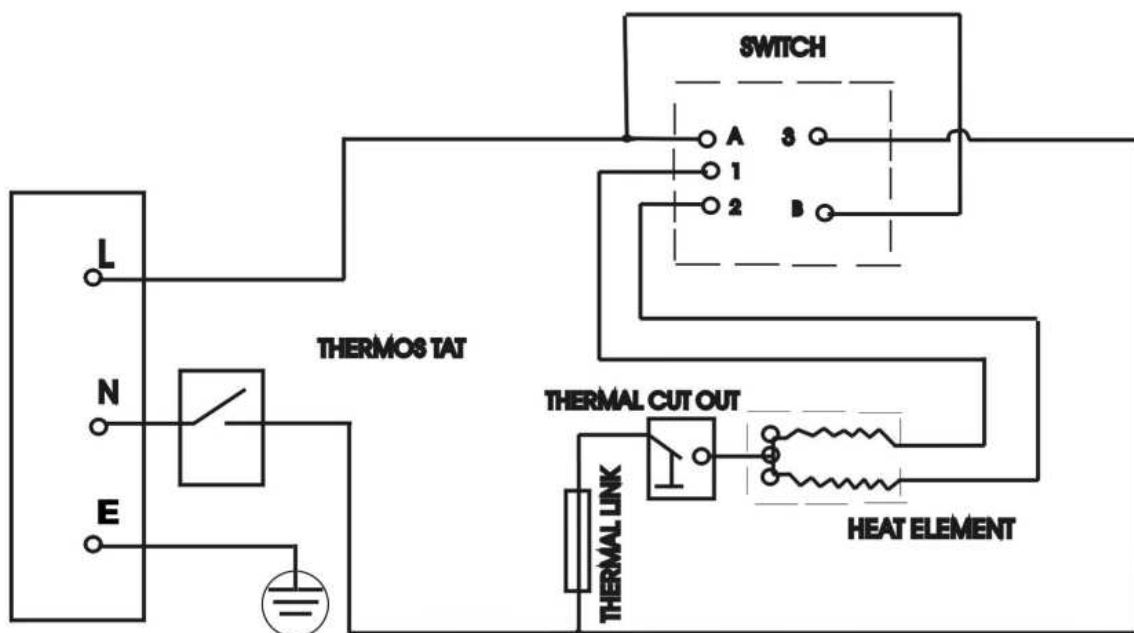 SWITCH
A
3
1
2
B
L
THERMOS TAT
N
THERMAL CUT OUT
E
THERMAL LINK
HEAT ELEMENT